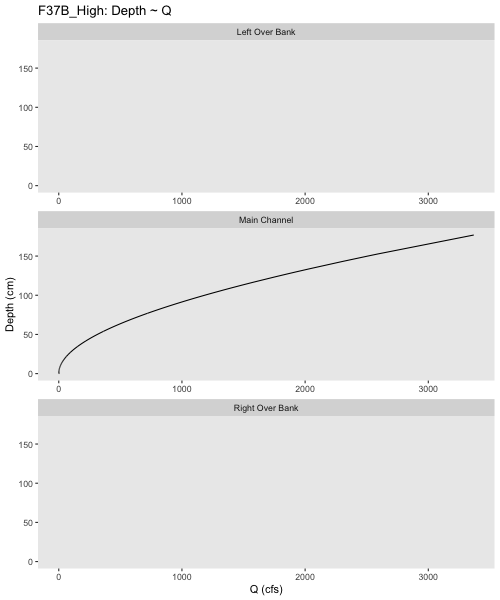 F37B_High: Depth ~ Q
Left Over Bank
150
100
50
0
0 1000 2000 3000
Main Channel
150
100
50
0
0 1000 2000 3000
Depth (cm)
Right Over Bank
150
100
50
0
0 1000 2000 3000
Q (cfs)